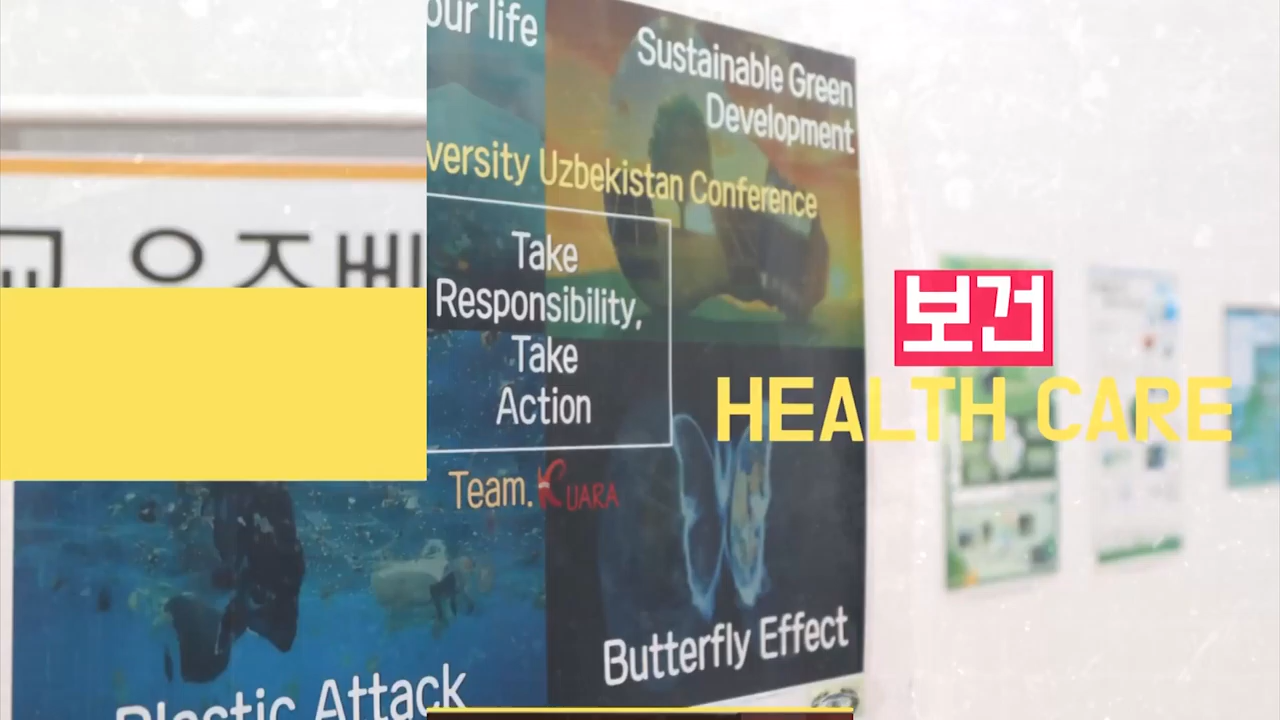 our life
Sustainable Green
Development
versity Uzbekistan Conference
Take
Responsibility,
Take
Action
Team. KUARA
Butterfly Effect
Plastic Attack
보건
HEALTH CARE